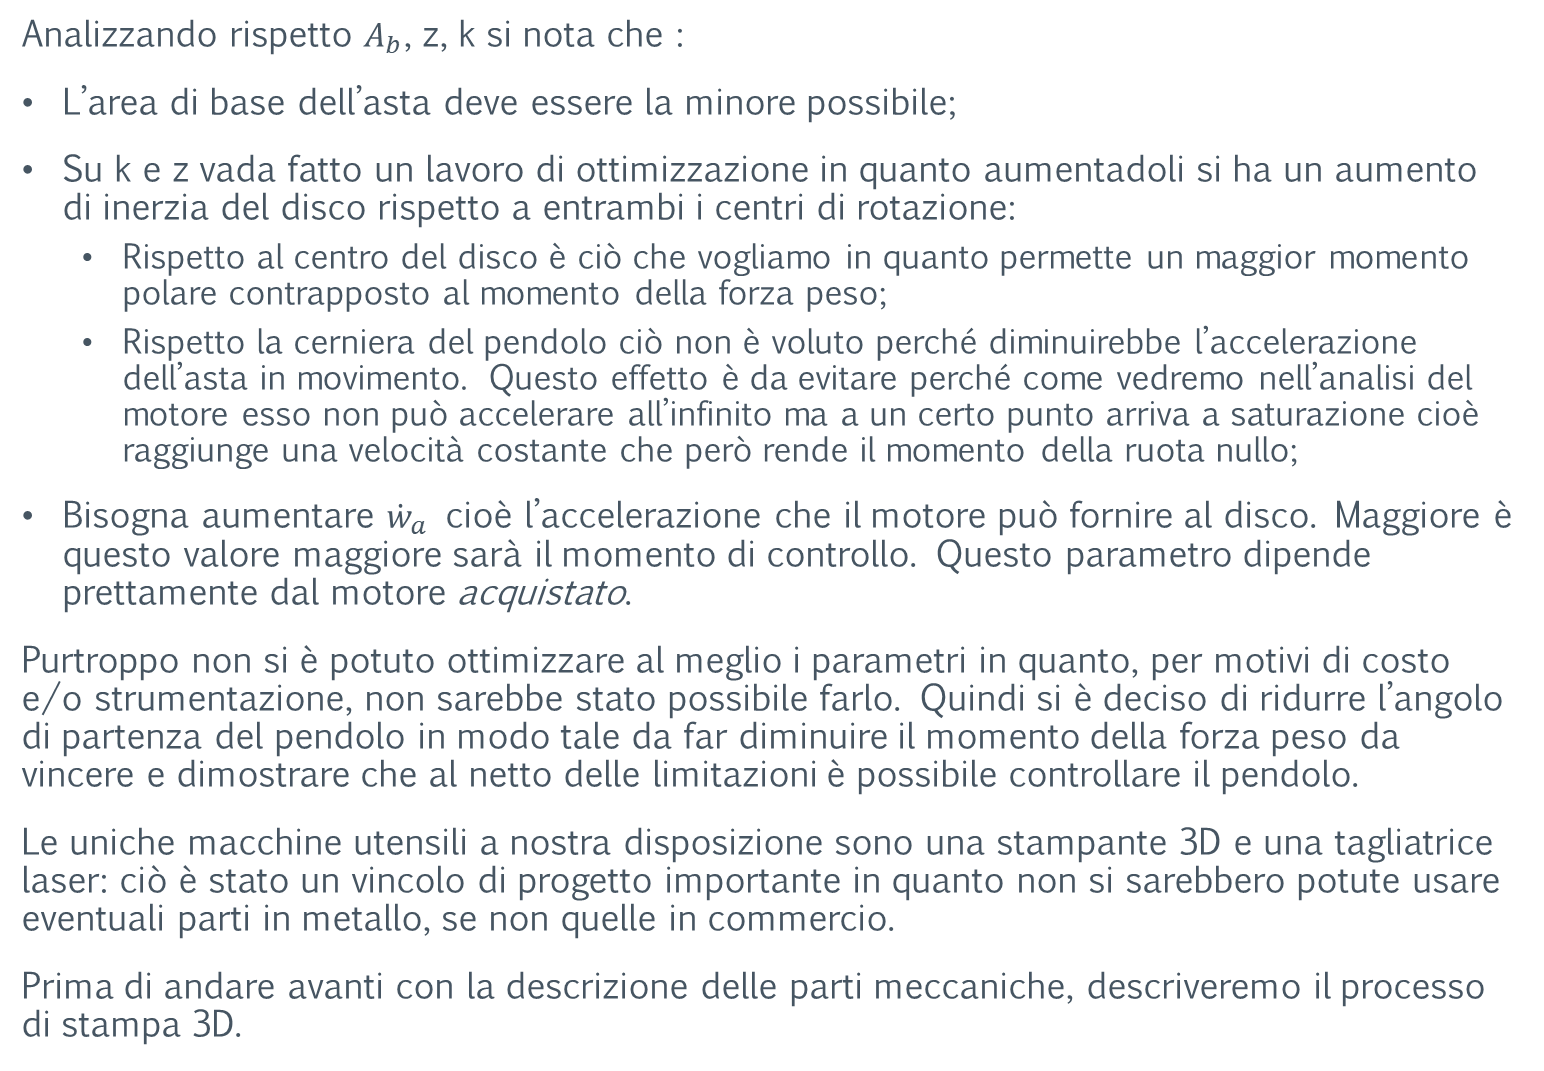 Analizzando rispetto A_b, z, k si nota che :
• L'area di base dell'asta deve essere la minore possibile;
• Su k e z vada fatto un lavoro di ottimizzazione in quanto aumentadoli si ha un aumento
di inerzia del disco rispetto a entrambi i centri di rotazione:
• Rispetto al centro del disco è ciò che vogliamo in quanto permette un maggior momento
polare contrapposto al momento della forza peso;
• Rispetto la cerniera del pendolo ciò non è voluto perché diminuirebbe l'accelerazione
dell'asta in movimento. Questo effetto è da evitare perché come vedremo nell'analisi del
motore esso non può accelerare all'infinito ma a un certo punto arriva a saturazione cioè
raggiunge una velocità costante che però rende il momento della ruota nullo;
• Bisogna aumentare ẇ_a cioè l'accelerazione che il motore può fornire al disco. Maggiore è
questo valore maggiore sarà il momento di controllo. Questo parametro dipende
prettamente dal motore acquistato.
Purtroppo non si è potuto ottimizzare al meglio i parametri in quanto, per motivi di costo
e/o strumentazione, non sarebbe stato possibile farlo. Quindi si è deciso di ridurre l'angolo
di partenza del pendolo in modo tale da far diminuire il momento della forza peso da
vincere e dimostrare che al netto delle limitazioni è possibile controllare il pendolo.
Le uniche macchine utensili a nostra disposizione sono una stampante 3D e una tagliatrice
laser: ciò è stato un vincolo di progetto importante in quanto non si sarebbero potute usare
eventuali parti in metallo, se non quelle in commercio.
Prima di andare avanti con la descrizione delle parti meccaniche, descriveremo il processo
di stampa 3D.